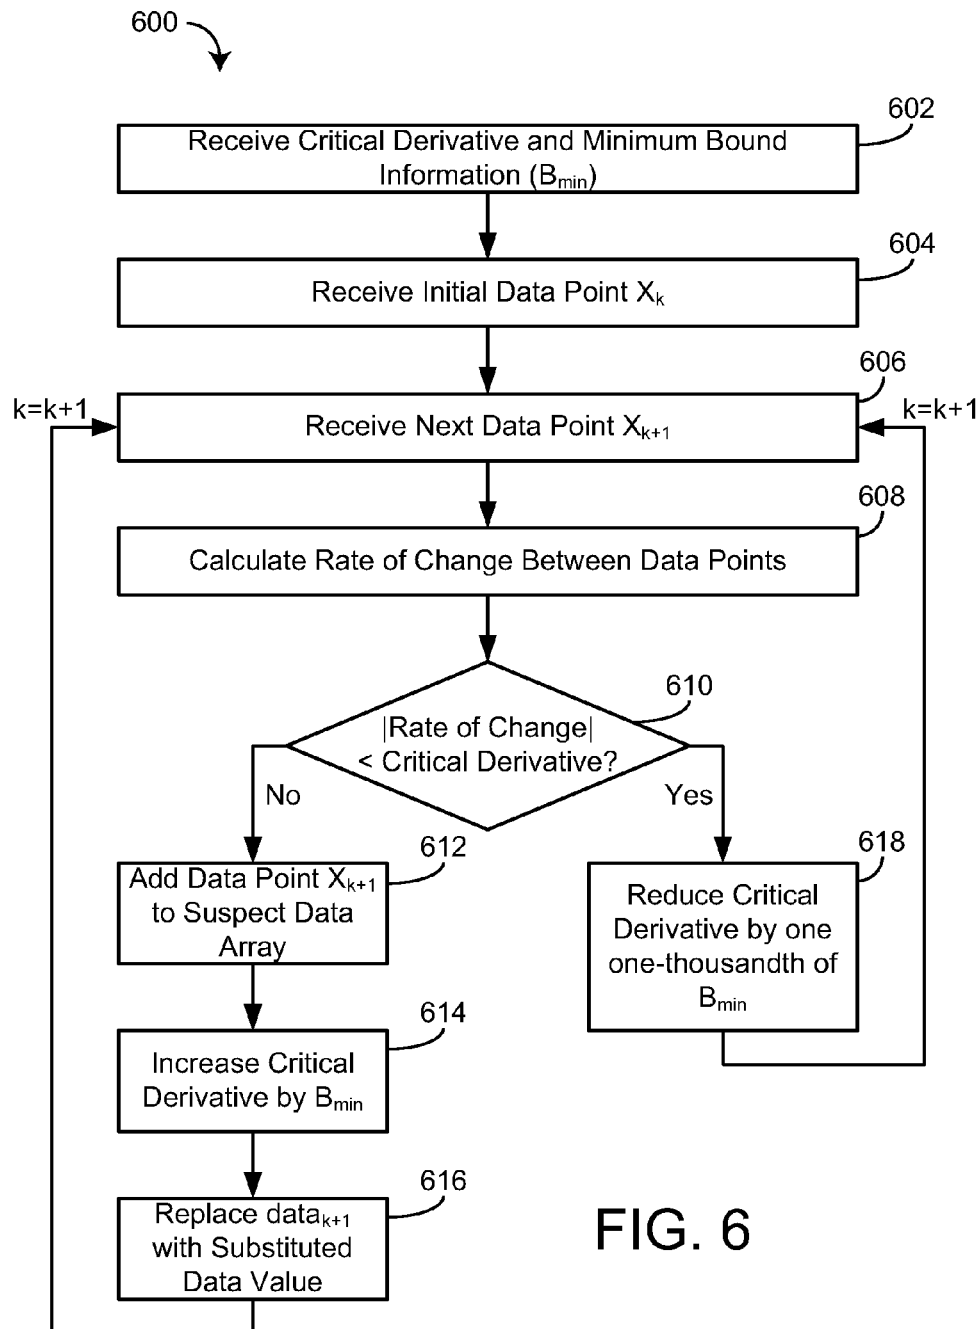 600
602
Receive Critical Derivative and Minimum Bound
Information (Bmin)
604
Receive Initial Data Point Xk
606
k=k+1
k=k+1
Receive Next Data Point Xk+1
608
Calculate Rate of Change Between Data Points
610
|Rate of Change|
< Critical Derivative?
No
Yes
612
Add Data Point Xk+1
to Suspect Data
Array
618
Reduce Critical
Derivative by one
one-thousandth of
Bmin
614
Increase Critical
Derivative by Bmin
616
Replace datak+1
with Substituted
Data Value
FIG. 6